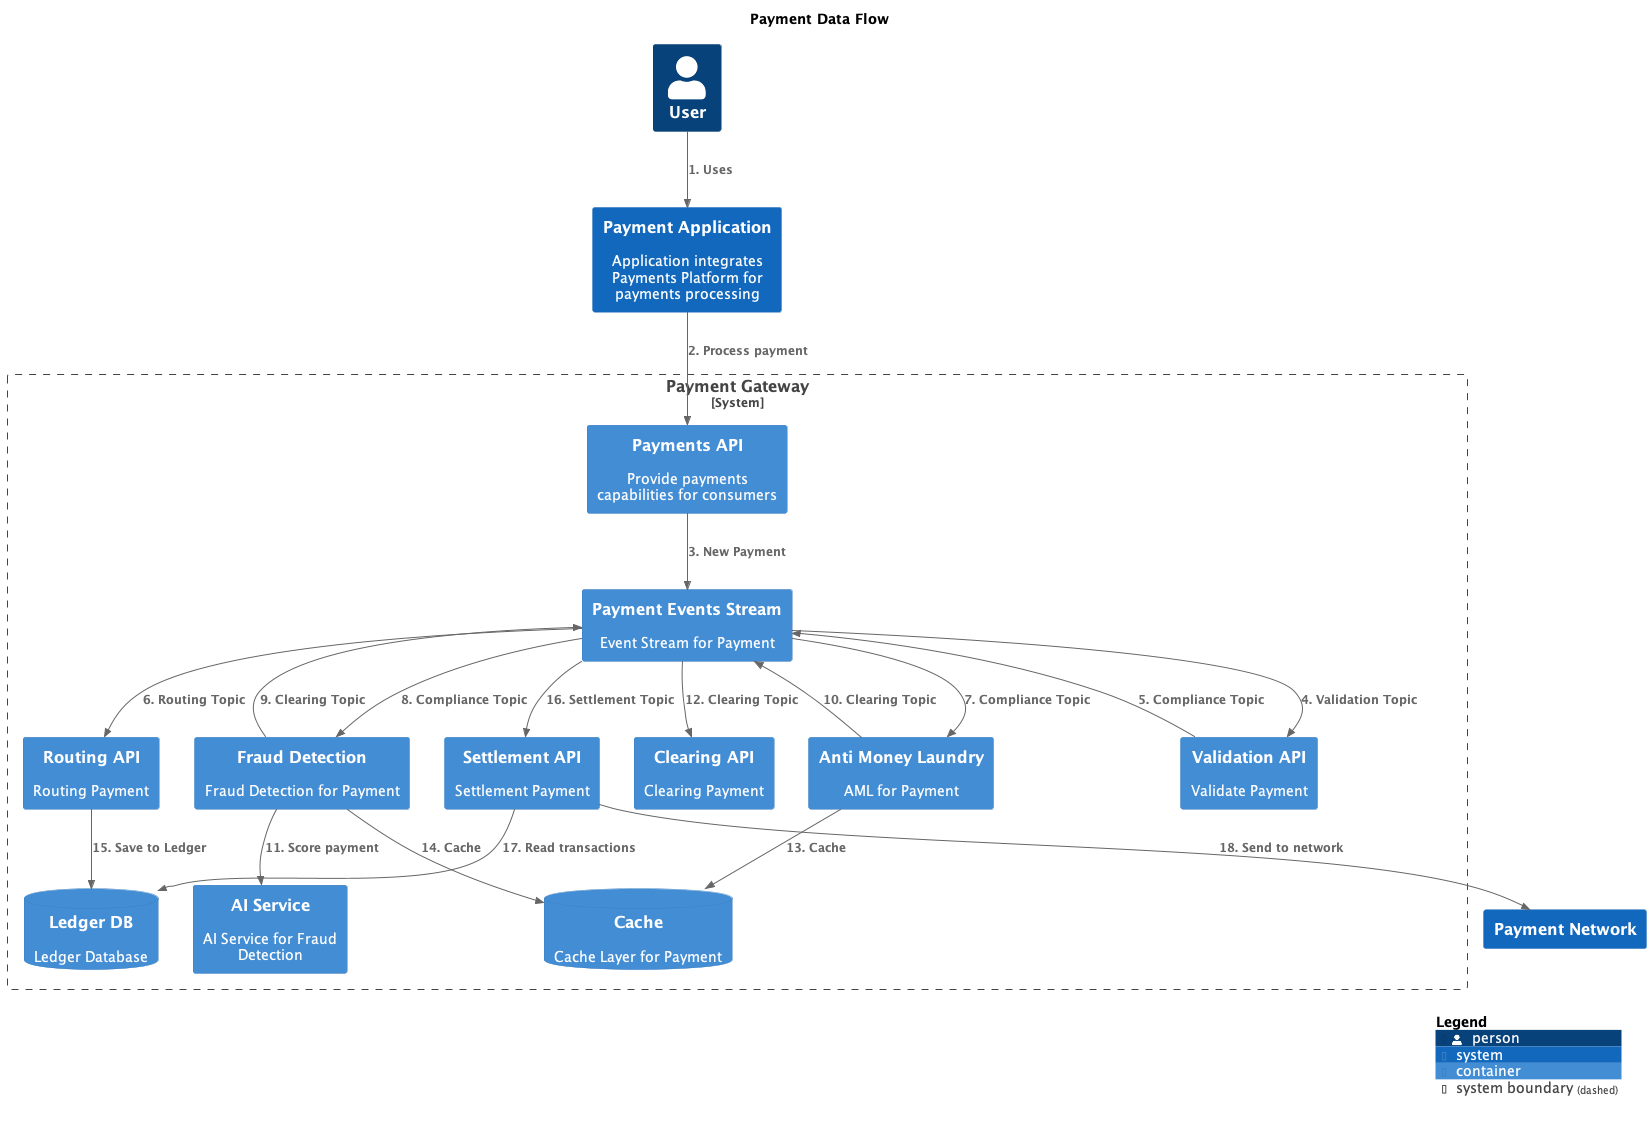 Payment Data Flow
User
1. Uses
Payment Application
Application integrates
Payments Platform for
payments processing
2. Process payment
Payment Gateway
[System]
Payments API
Provide payments
capabilities for consumers
3. New Payment
Payment Events Stream
Event Stream for Payment
6. Routing Topic
9. Clearing Topic
8. Compliance Topic
16. Settlement Topic
12. Clearing Topic
10. Clearing Topic
7. Compliance Topic
5. Compliance Topic
4. Validation Topic
Routing API
Routing Payment
Fraud Detection
Fraud Detection for Payment
Settlement API
Settlement Payment
Clearing API
Clearing Payment
Anti Money Laundry
AML for Payment
Validation API
Validate Payment
15. Save to Ledger
11. Score payment
14. Cache
17. Read transactions
13. Cache
18. Send to network
Ledger DB
Ledger Database
AI Service
AI Service for Fraud
Detection
Cache
Cache Layer for Payment
Payment Network
Legend
person
system
container
system boundary (dashed)